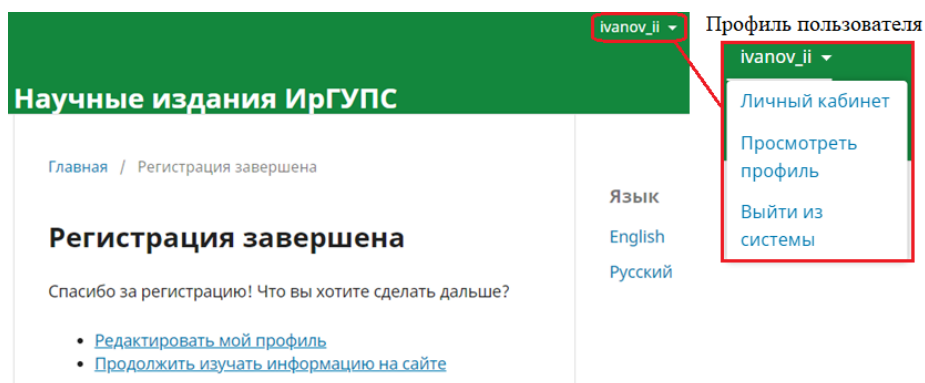 ivanov_ii
Профиль пользователя
ivanov_ii
Научные издания ИрГУПС
Личный кабинет
Просмотреть
профиль
Выйти из
системы
Главная / Регистрация завершена
Регистрация завершена
Спасибо за регистрацию! Что вы хотите сделать дальше?
• Редактировать мой профиль
• Продолжить изучать информацию на сайте
Язык
English
Русский